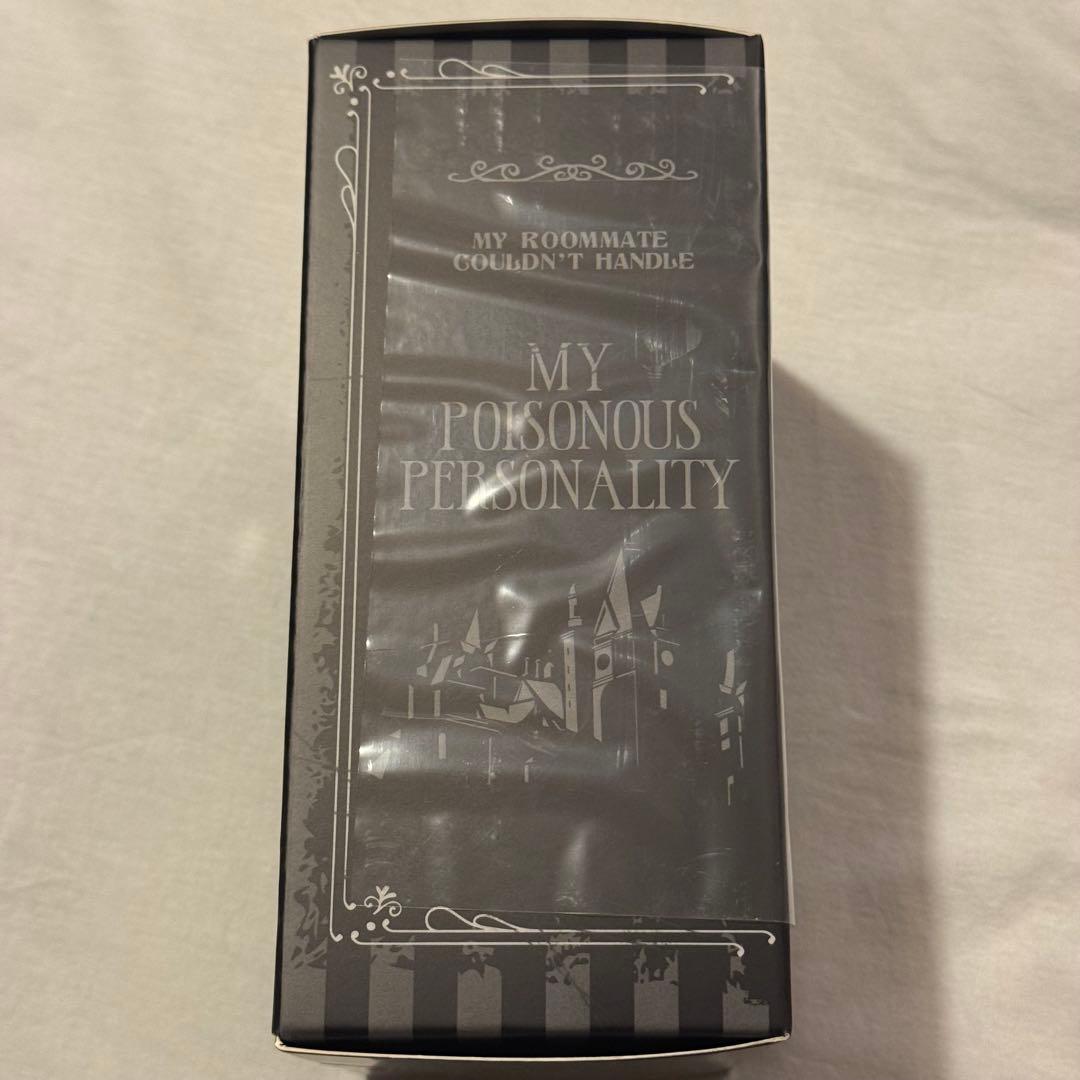 MY ROOMMATE
COULDN'T HANDLE
MY
POISONOUS
PERSONALITY